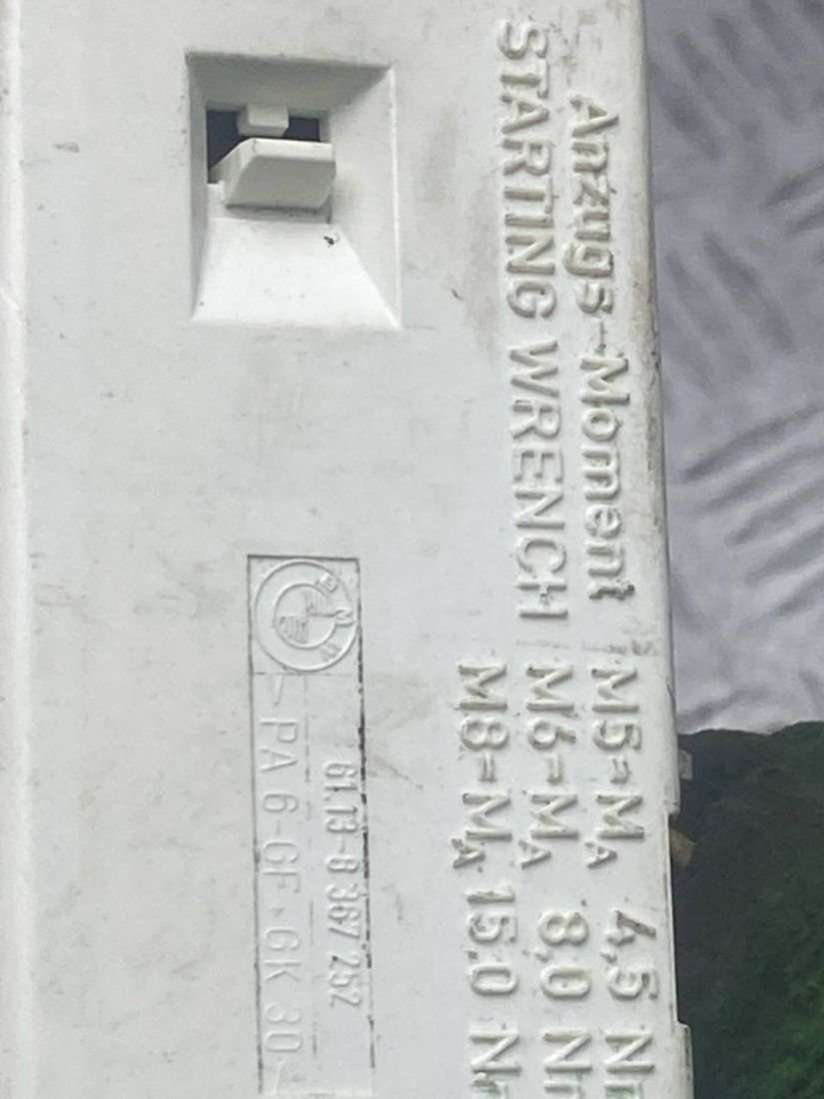 Anzugs-Moment M5=MA 4,5 N
STARTING WRENCH M6=MA 8,0 N
M8=MA 15,0 N
BMW
61.13-8 367 252
>PA 6-GF+GK 30<